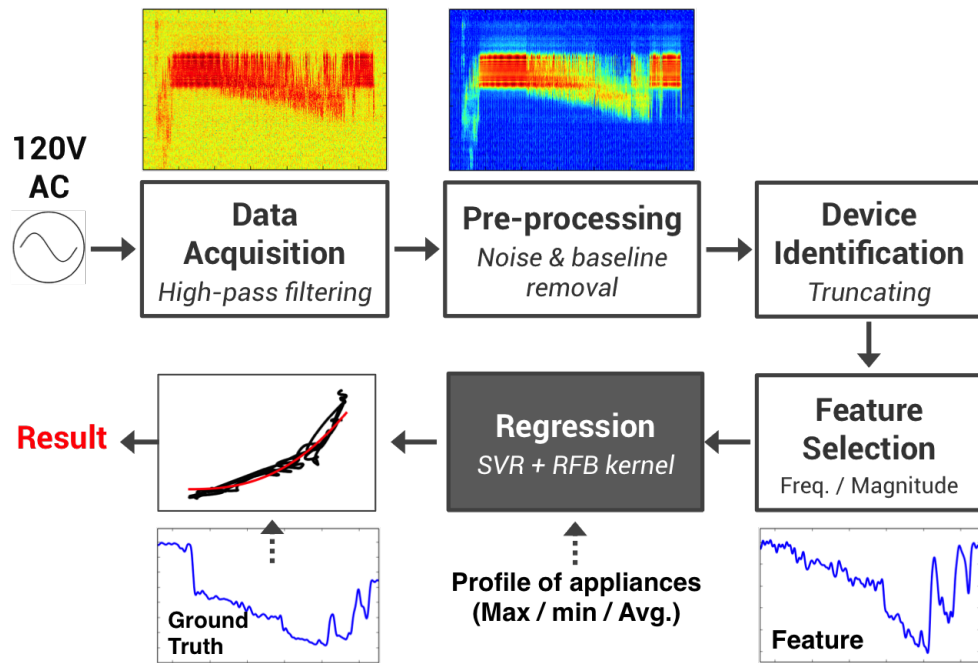 120V
AC
Data
Acquisition
High-pass filtering
Pre-processing
Noise & baseline
removal
Device
Identification
Truncating
Feature
Selection
Freq. / Magnitude
Regression
SVR + RFB kernel
Result
Ground
Truth
Profile of appliances
(Max / min / Avg.)
Feature